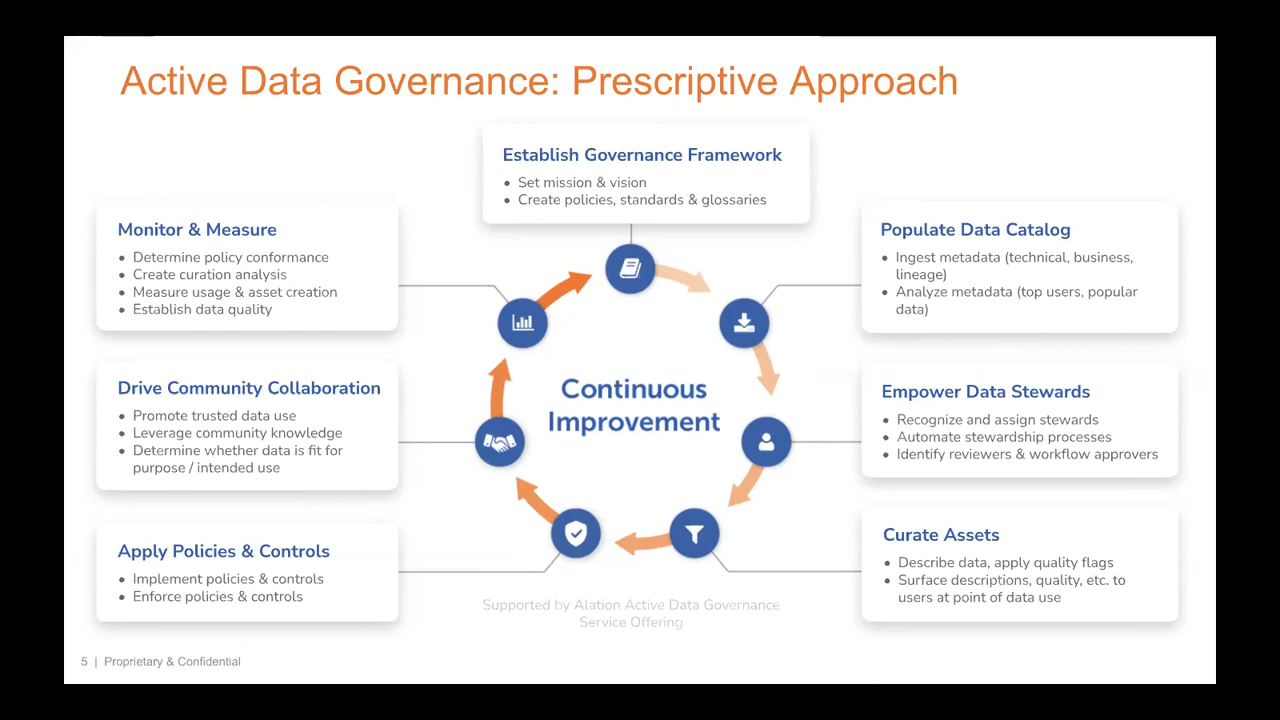 Active Data Governance: Prescriptive Approach
Establish Governance Framework
• Set mission & vision
• Create policies, standards & glossaries
Populate Data Catalog
• Ingest metadata (technical, business,
lineage)
• Analyze metadata (top users, popular
data)
Empower Data Stewards
• Recognize and assign stewards
• Automate stewardship processes
• Identify reviewers & workflow approvers
Curate Assets
• Describe data, apply quality flags
• Surface descriptions, quality, etc. to
users at point of data use
Apply Policies & Controls
• Implement policies & controls
• Enforce policies & controls
Drive Community Collaboration
• Promote trusted data use
• Leverage community knowledge
• Determine whether data is fit for
purpose / intended use
Monitor & Measure
• Determine policy conformance
• Create curation analysis
• Measure usage & asset creation
• Establish data quality
Continuous
Improvement
Supported by Alation Active Data Governance
Service Offering
5 | Proprietary & Confidential